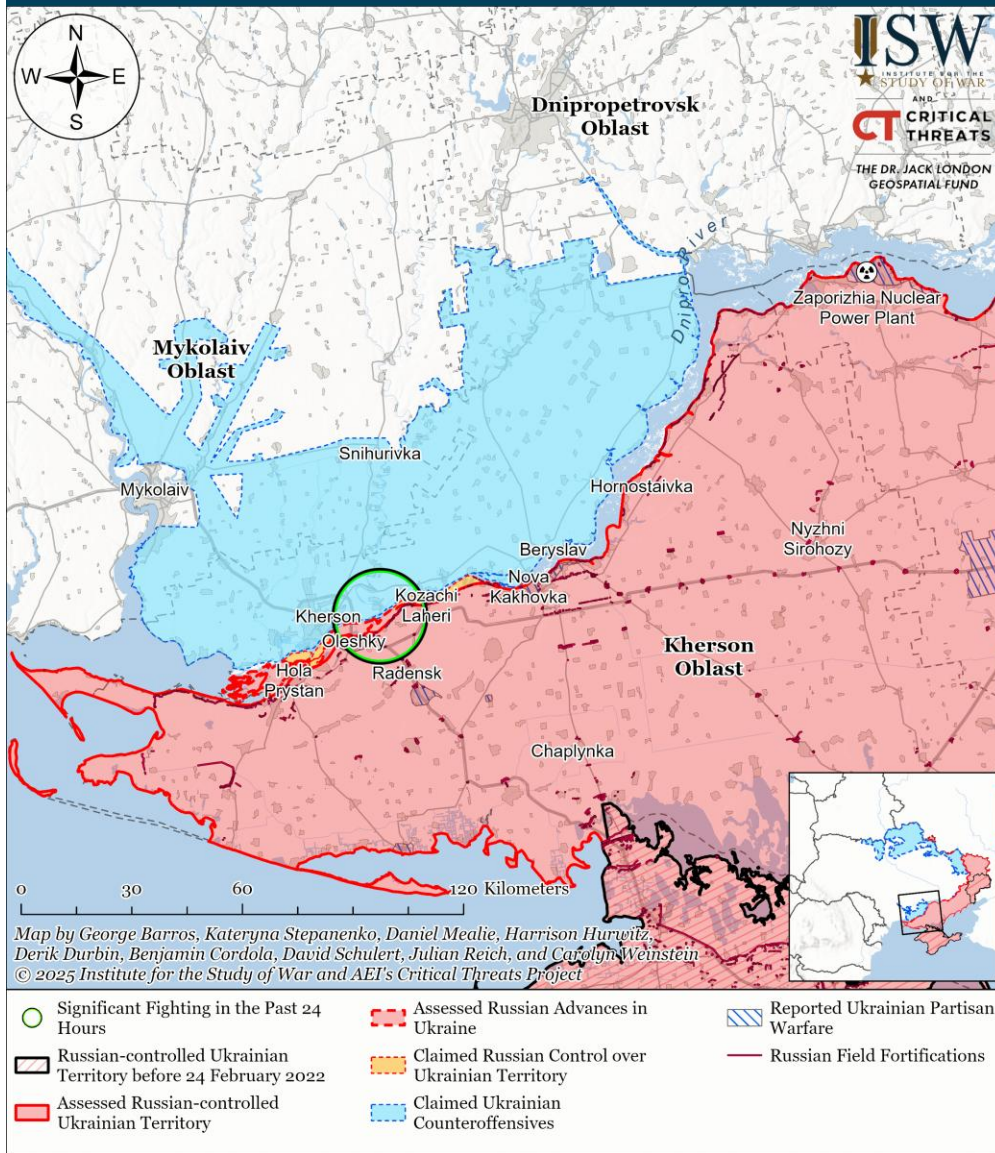 N
W E
S
ISW
INSTITUTE FOR THE
STUDY OF WAR
AND
CT CRITICAL
THREATS
THE DR. JACK LONDON
GEOSPATIAL FUND
Dnipropetrovsk
Oblast
Dnipro River
Zaporizhia Nuclear
Power Plant
Mykolaiv
Oblast
Snihurivka
Mykolaiv
Hornostaivka
Nyzhni
Sirohozy
Beryslav
Nova
Kakhovka
Kozachi
Laheri
Kherson
Oleshky
Kherson
Oblast
Hola
Prystan
Radensk
Chaplynka
0 30 60 120 Kilometers
Map by George Barros, Kateryna Stepanenko, Daniel Mealie, Harrison Hurwitz,
Derik Durbin, Benjamin Cordola, David Schulert, Julian Reich, and Carolyn Weinstein
© 2025 Institute for the Study of War and AEI's Critical Threats Project
Significant Fighting in the Past 24
Hours
Russian-controlled Ukrainian
Territory before 24 February 2022
Assessed Russian-controlled
Ukrainian Territory
Assessed Russian Advances in
Ukraine
Claimed Russian Control over
Ukrainian Territory
Claimed Ukrainian
Counteroffensives
Reported Ukrainian Partisan
Warfare
Russian Field Fortifications